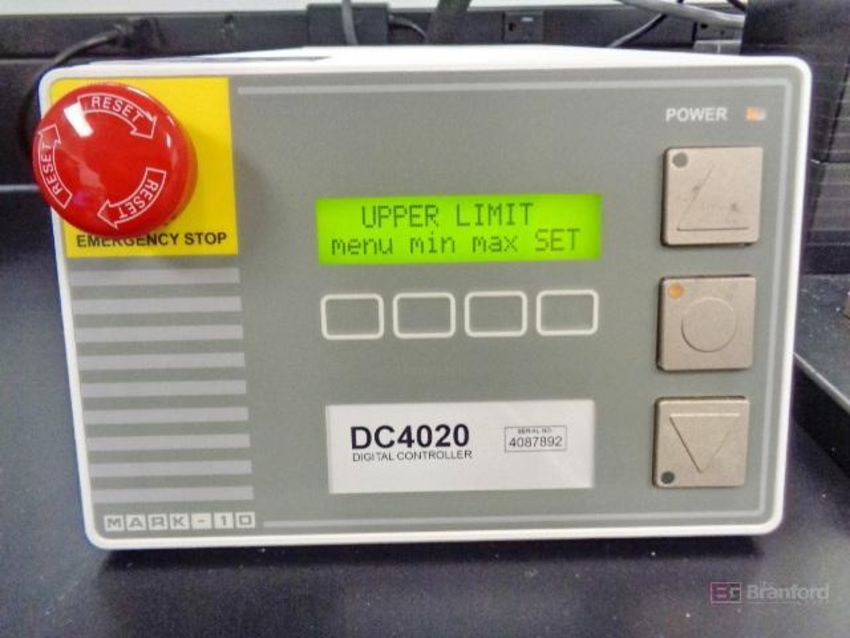 RESET
RESET
RESET
EMERGENCY STOP
POWER
UPPER LIMIT
menu min max SET
DC4020
DIGITAL CONTROLLER
SERIAL NO.
4087892
MARK-10
The Branford